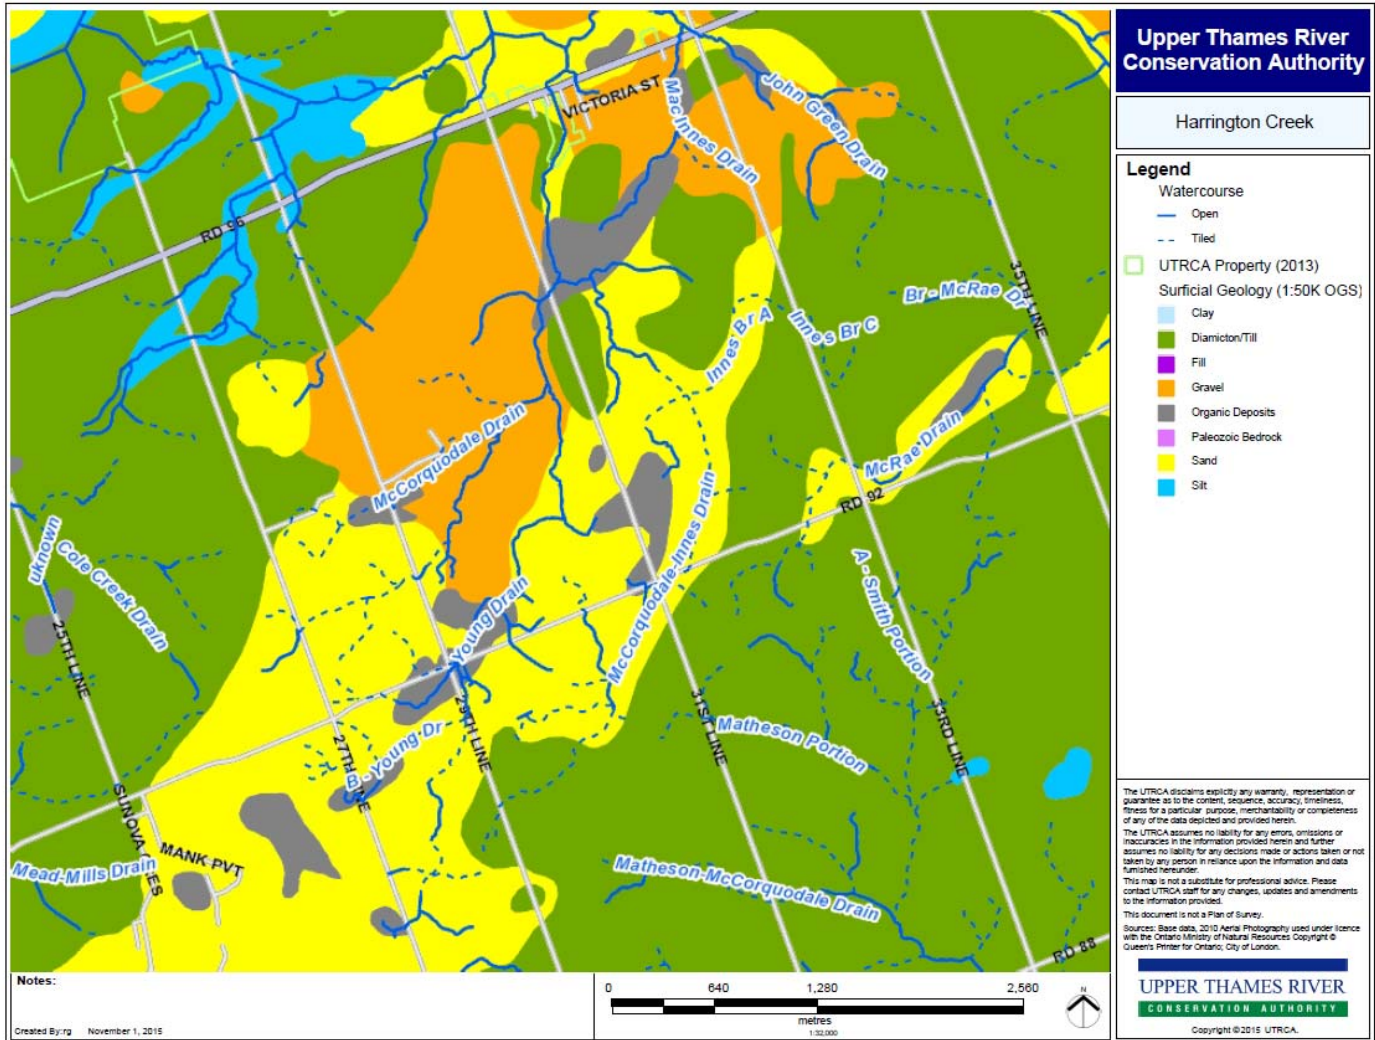 VICTORIA ST
MacInnes Drain
John Green Drain
RD 96
35TH LINE
Br - McRae Dr
Innes Br A
Innes Br C
McCorquodale Drain
McRae Drain
RD 92
uknown
Cole Creek Drain
25TH LINE
Young Drain
McCorquodale-Innes Drain
A - Smith Portion
29TH LINE
31ST LINE
33RD LINE
Matheson Portion
27TH LINE
B - Young Dr
SUNOVA
MANK PVT
Mead-Mills Drain
Matheson-McCorquodale Drain
RD 88
Upper Thames River
Conservation Authority
Harrington Creek
Legend
Watercourse
Open
Tiled
UTRCA Property (2013)
Surficial Geology (1:50K OGS)
Clay
Diamicton/Till
Fill
Gravel
Organic Deposits
Paleozoic Bedrock
Sand
Silt
The UTRCA disclaims explicitly any warranty, representation or
guarantee as to the content, sequence, accuracy, timeliness,
fitness for a particular purpose, merchantability or completeness
of any of the data depicted and provided herein.
The UTRCA assumes no liability for any errors, omissions or
inaccuracies in the information provided herein and further
assumes no liability for any decisions made or actions taken or not
taken by any person in reliance upon the information and data
furnished hereunder.
This map is not a substitute for professional advice. Please
contact UTRCA staff for any changes, updates and amendments
to the information provided.
This document is not a Plan of Survey.
Sources: Base data, 2010 Aerial Photography used under licence
with the Ontario Ministry of Natural Resources Copyright ©
Queen's Printer for Ontario; City of London.
UPPER THAMES RIVER
CONSERVATION AUTHORITY
Copyright ©2015 UTRCA.
Notes:
Created By:rg November 1, 2015
0 640 1,280 2,560
metres
1:32,000
N